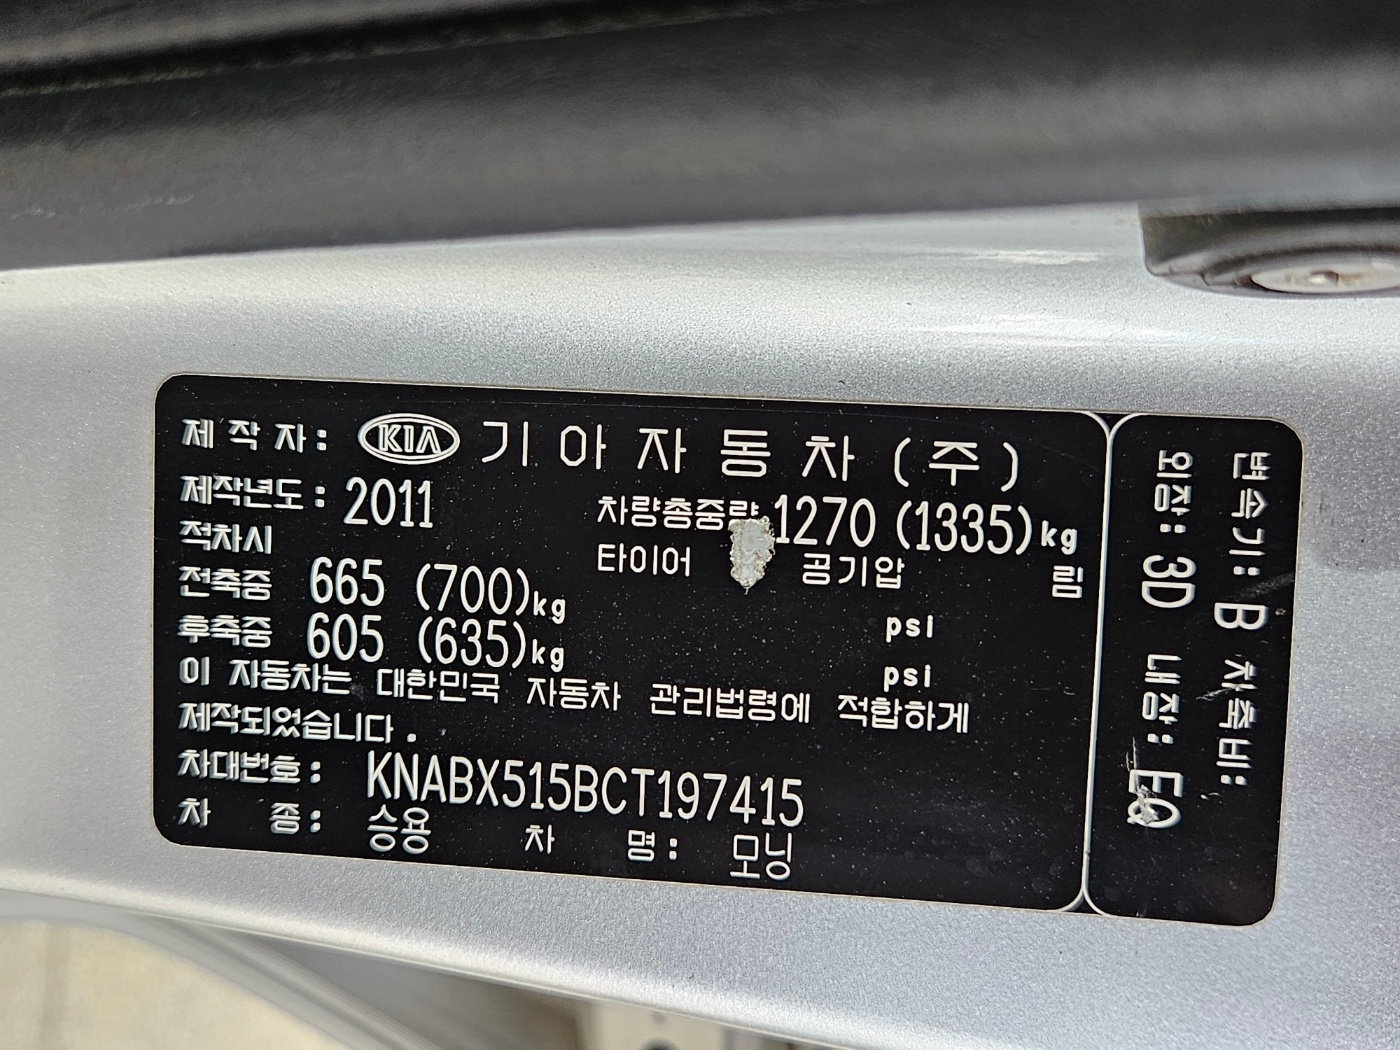 제 작 자 : KIA 기 아 자 동 차 ( 주 )
제작년도 : 2011 차량총중량 1270 (1335) kg
적차시 타이어 공기압 림
전축중 665 (700) kg psi
후축중 605 (635) kg psi
이 자동차는 대한민국 자동차 관리법령에 적합하게
제작되었습니다 .
차대번호 : KNABX515BCT197415
차 종 : 승용 차 명 : 모닝
변속기: B 차축비:
외장: 3D 내장: EQ